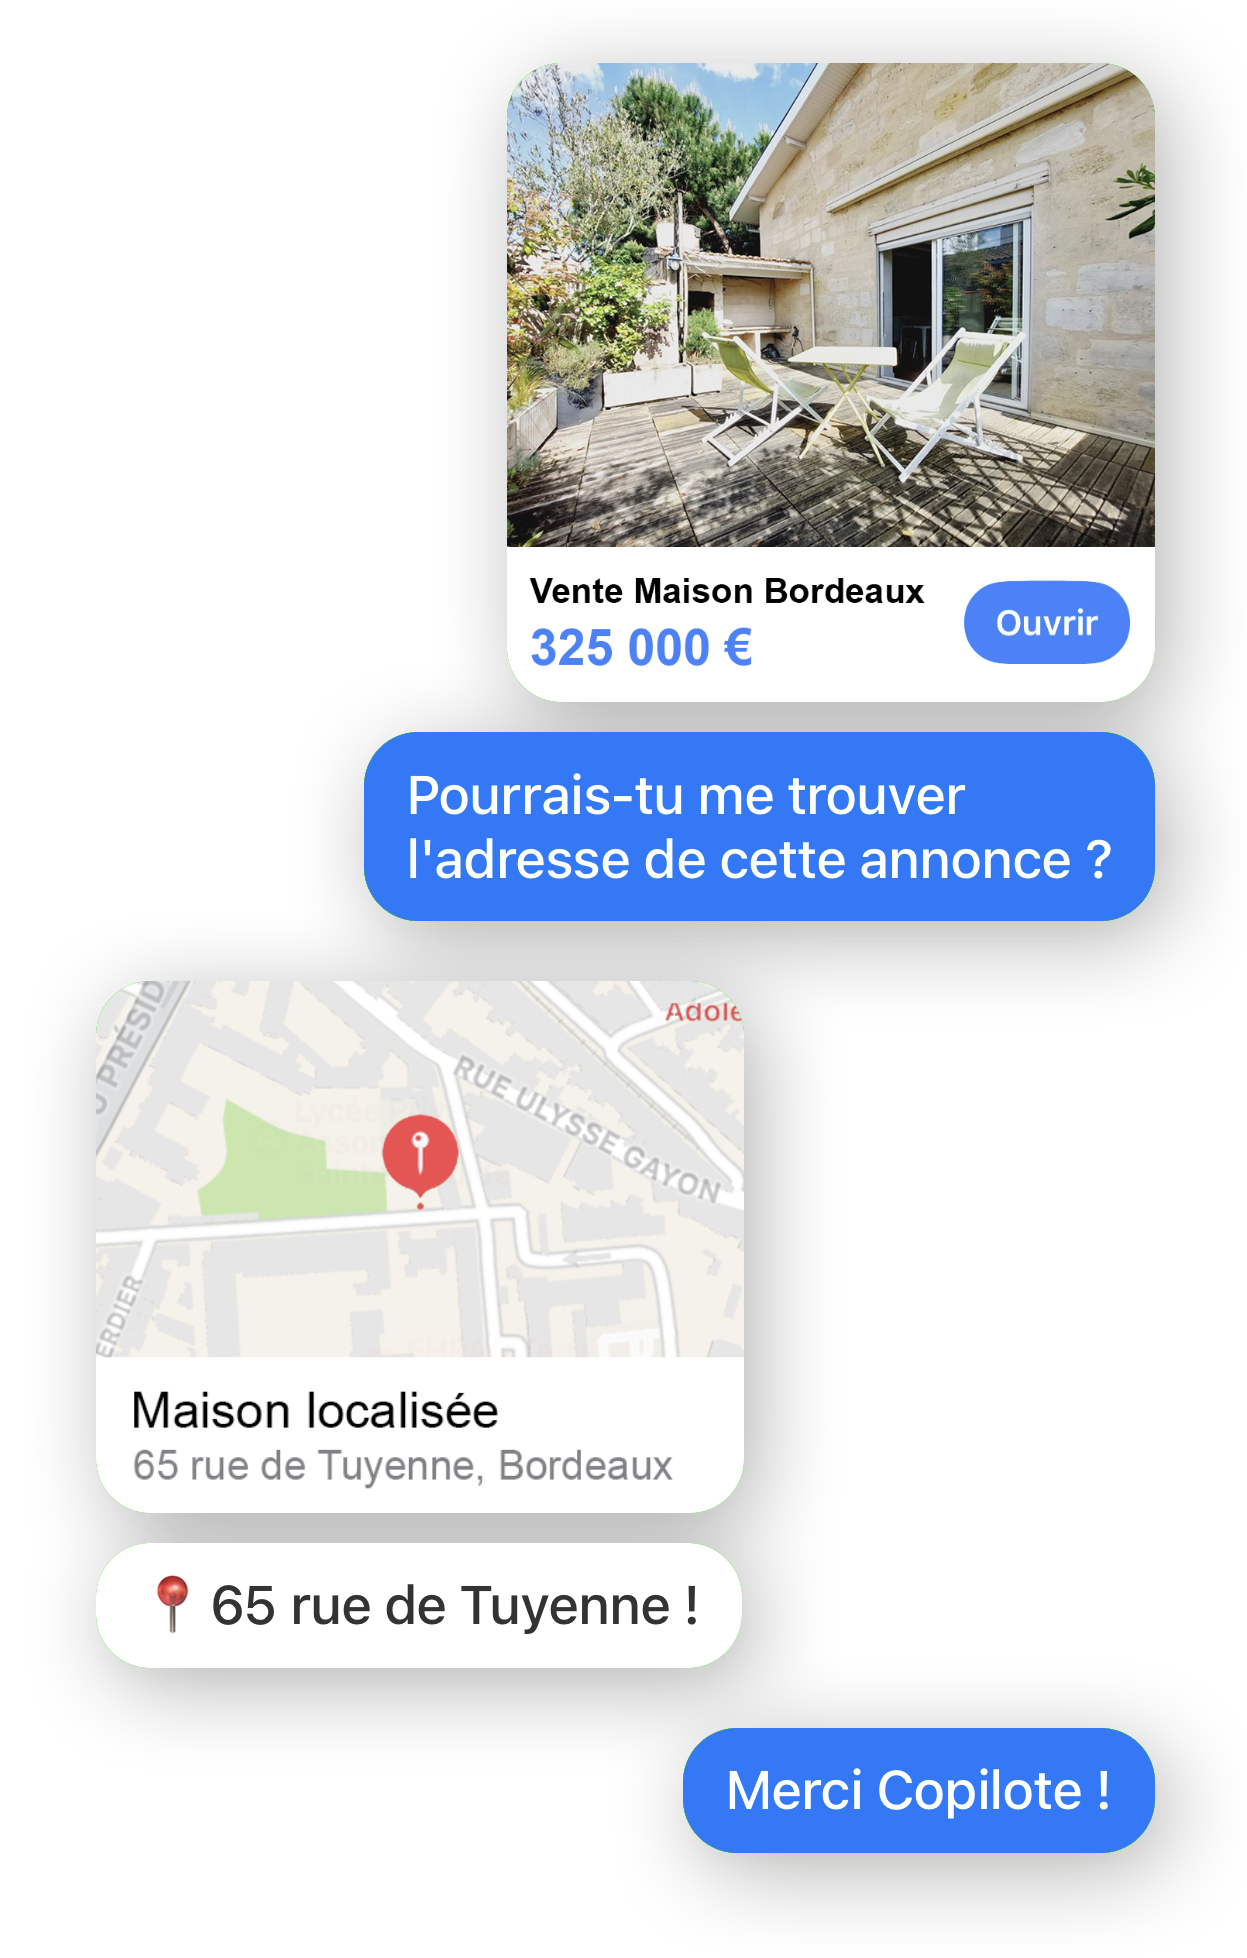 Vente Maison Bordeaux
325 000 €
Ouvrir
Pourrais-tu me trouver
l'adresse de cette annonce ?
PRÉSID
Adole
RUE ULYSSE GAYON
Lycée
ERDIER
Maison localisée
65 rue de Tuyenne, Bordeaux
65 rue de Tuyenne !
Merci Copilote !